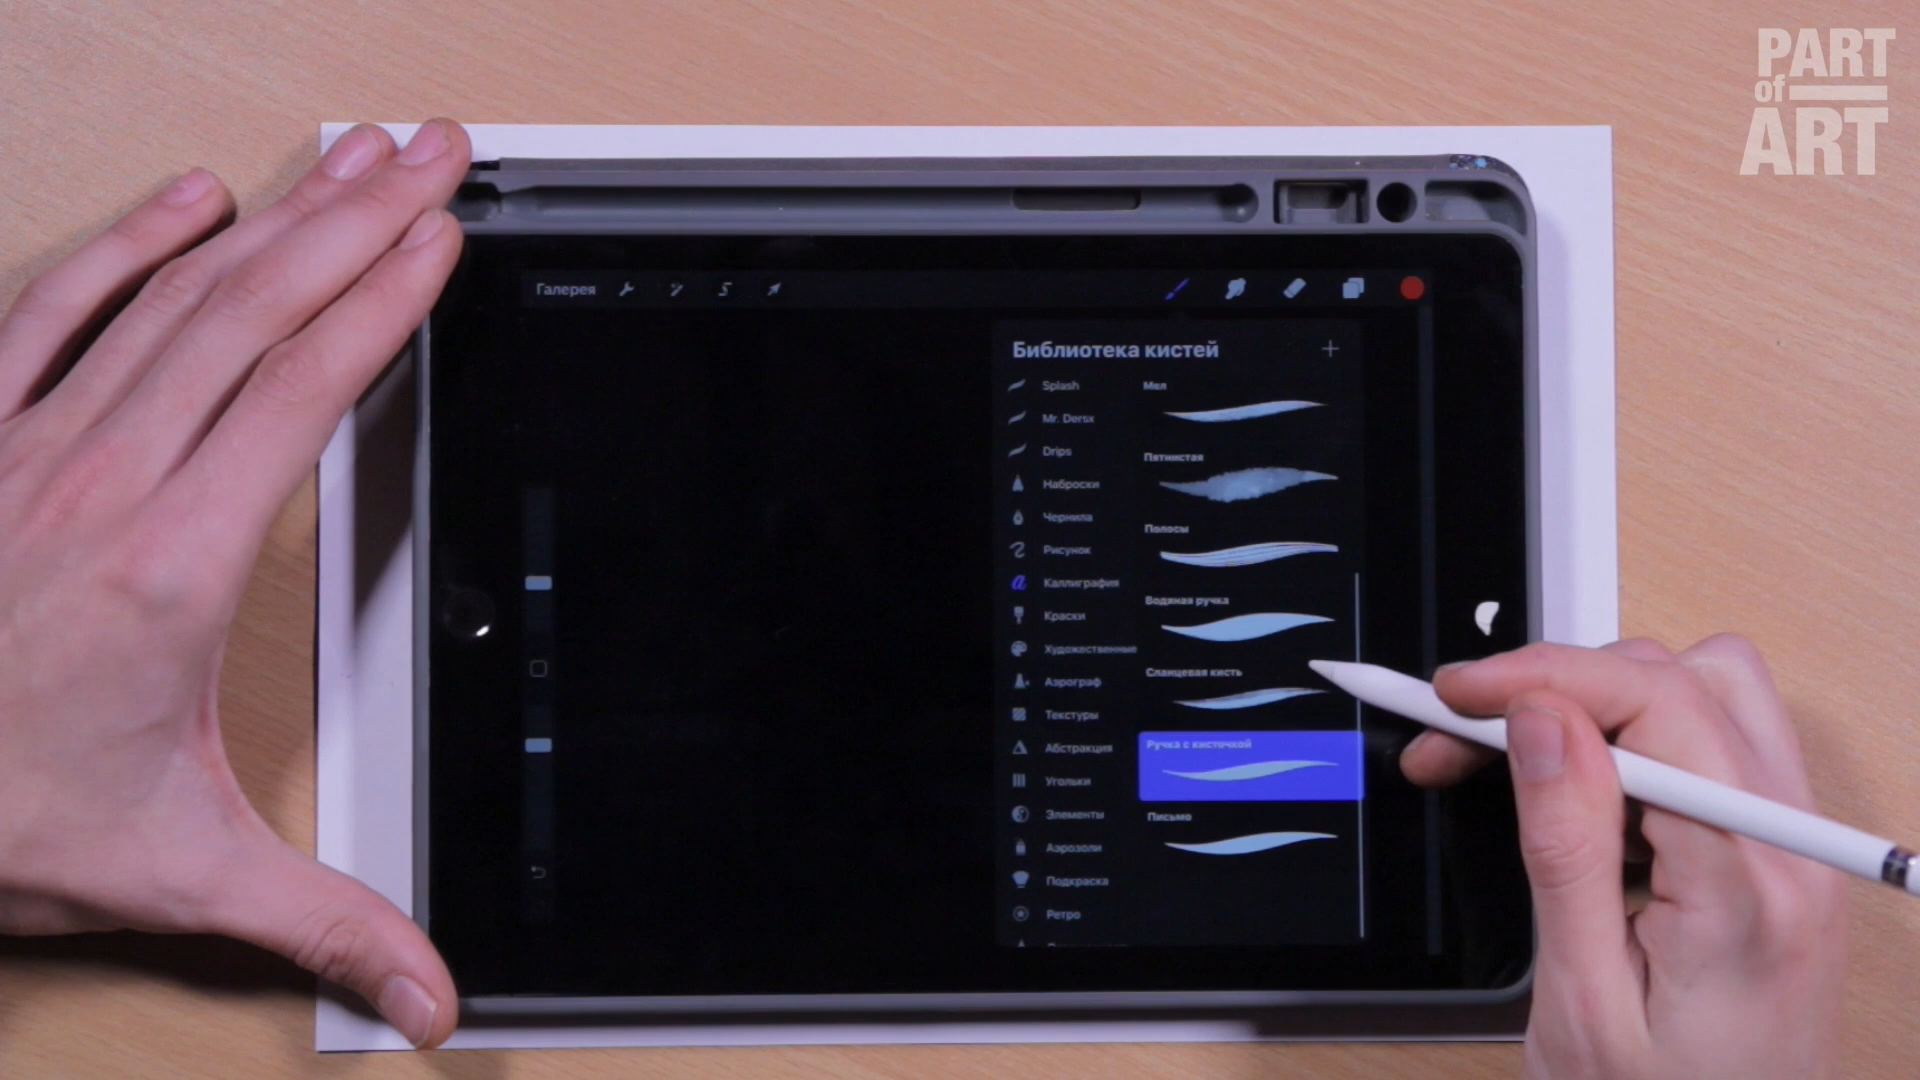 PART
of
ART
Галерея
Библиотека кистей
Splash
Mr. Dersx
Drips
Наброски
Чернила
Рисунок
Каллиграфия
Краски
Художественные
Аэрограф
Текстуры
Абстракция
Угольки
Элементы
Аэрозоли
Подкраска
Ретро
Мел
Пятнистая
Полосы
Водяная ручка
Сланцевая кисть
Ручка с кисточкой
Письмо